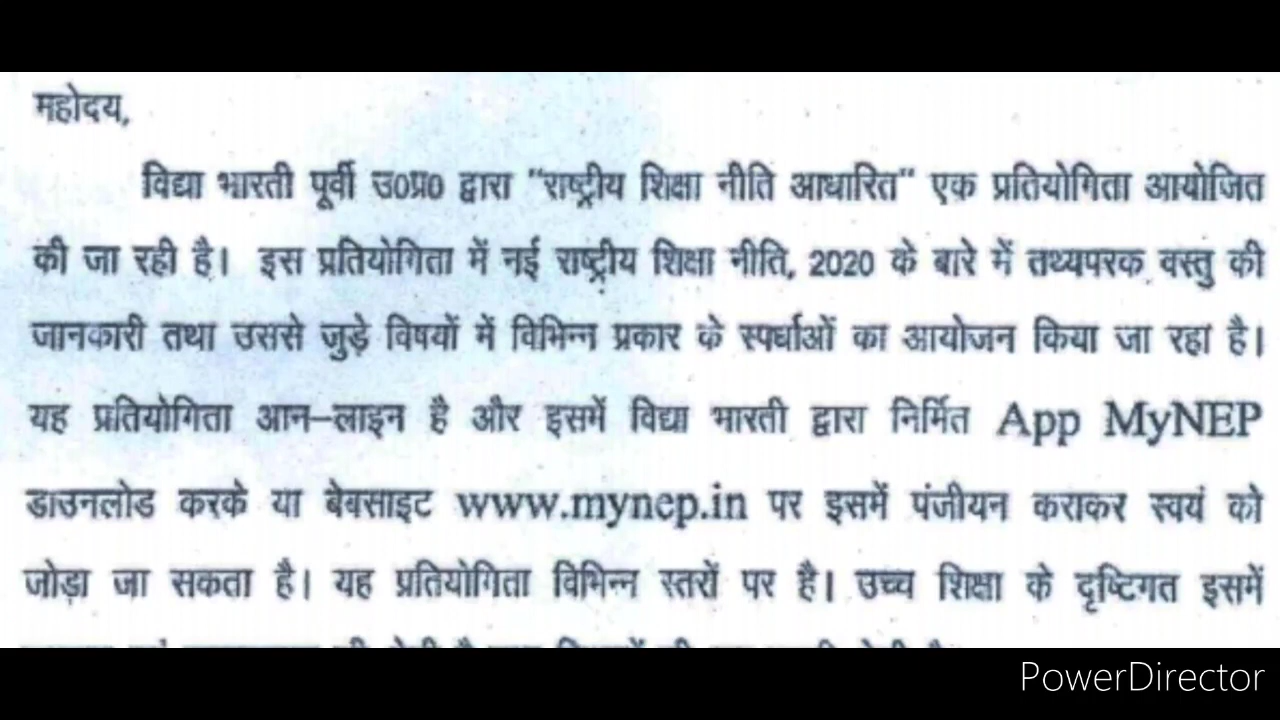 महोदय,
विद्या भारती पूर्वी उ०प्र० द्वारा "राष्ट्रीय शिक्षा नीति आधारित" एक प्रतियोगिता आयोजित
की जा रही है। इस प्रतियोगिता में नई राष्ट्रीय शिक्षा नीति, 2020 के बारे में तथ्यपरक वस्तु की
जानकारी तथा उससे जुड़े विषयों में विभिन्न प्रकार के स्पर्धाओं का आयोजन किया जा रहा है।
यह प्रतियोगिता आन–लाइन है और इसमें विद्या भारती द्वारा निर्मित App MyNEP
डाउनलोड करके या बेबसाइट www.mynep.in पर इसमें पंजीयन कराकर स्वयं को
जोड़ा जा सकता है। यह प्रतियोगिता विभिन्न स्तरों पर है। उच्च शिक्षा के दृष्टिगत इसमें
PowerDirector